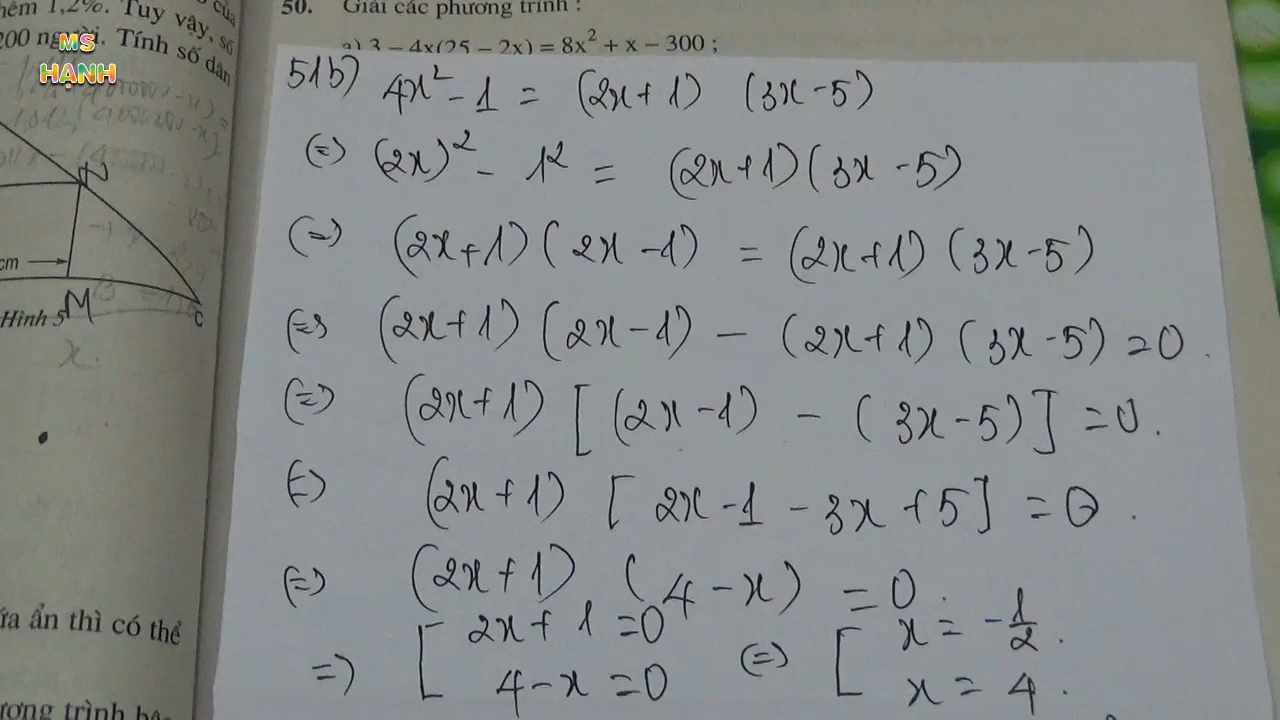 hêm 1,2%. Tuy vậy, số
200 người. Tính số dân
MS
HẠNH
N
cm
M
C
Hình 5
x.
ứa ẩn thì có thể
50. Giải các phương trình :
a) 3 – 4x(25 – 2x) = 8x² + x – 300 ;
51b) 4x² - 1 = (2x+1) (3x-5)
(=) (2x)² - 1² = (2x+1)(3x-5)
(=) (2x+1)(2x-1) = (2x+1)(3x-5)
(=) (2x+1)(2x-1) - (2x+1)(3x-5) = 0.
(=) (2x+1) [(2x-1) - (3x-5)] = 0.
(=) (2x+1) [2x-1-3x+5] = 0.
(=) (2x+1) (4-x) = 0.
=) [ 2x+1 = 0 (=) [ x = -1/2.
4-x = 0 x = 4.